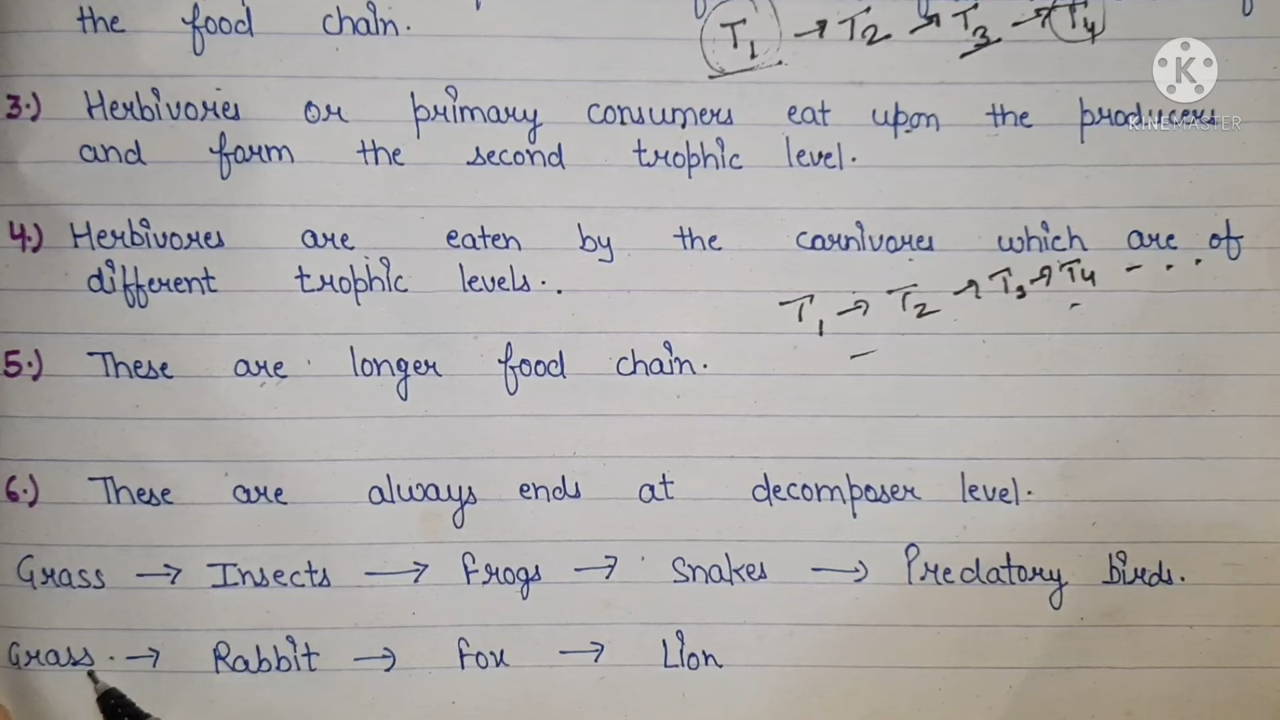 the food chain.
T1 → T2 → T3 → T4
K
KINEMASTER
3.) Herbivories or primary consumers eat upon the producers
and form the second trophic level.
4.) Herbivores are eaten by the carnivores which are of
different trophic levels..
T1 → T2 → T3 → T4 - . . .
5.) These are longer food chain.
6.) These are always ends at decomposer level.
Grass → Insects → Frogs → Snakes → Predatory birds.
Grass. → Rabbit → Fox → Lion